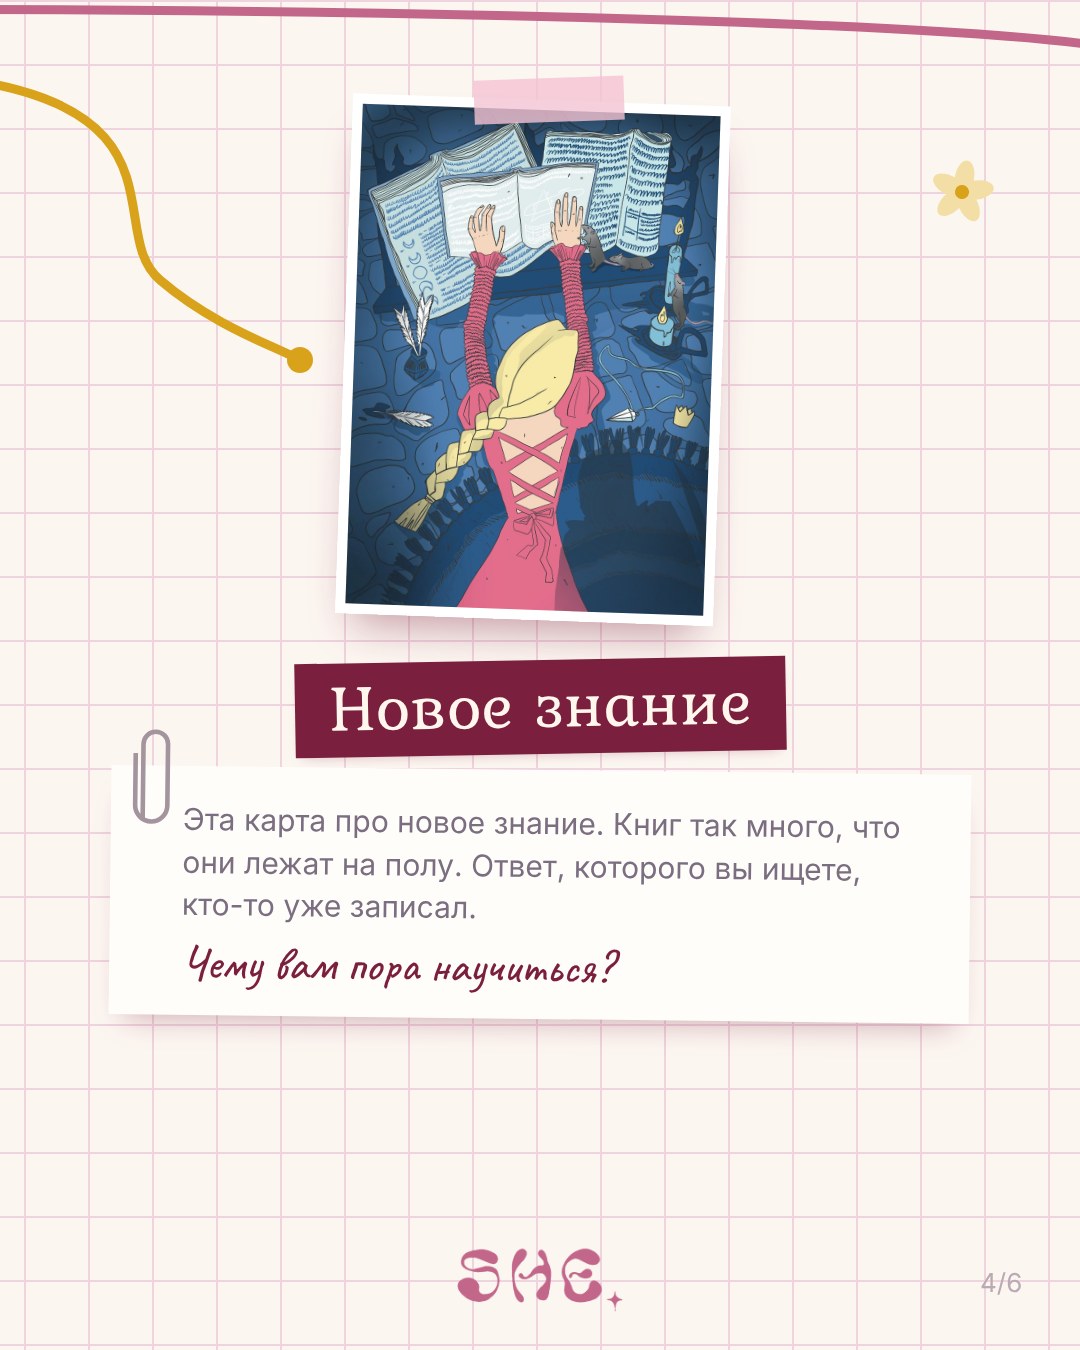 Новое знание
Эта карта про новое знание. Книг так много, что
они лежат на полу. Ответ, которого вы ищете,
кто-то уже записал.
Чему вам пора научиться?
SHE
4/6